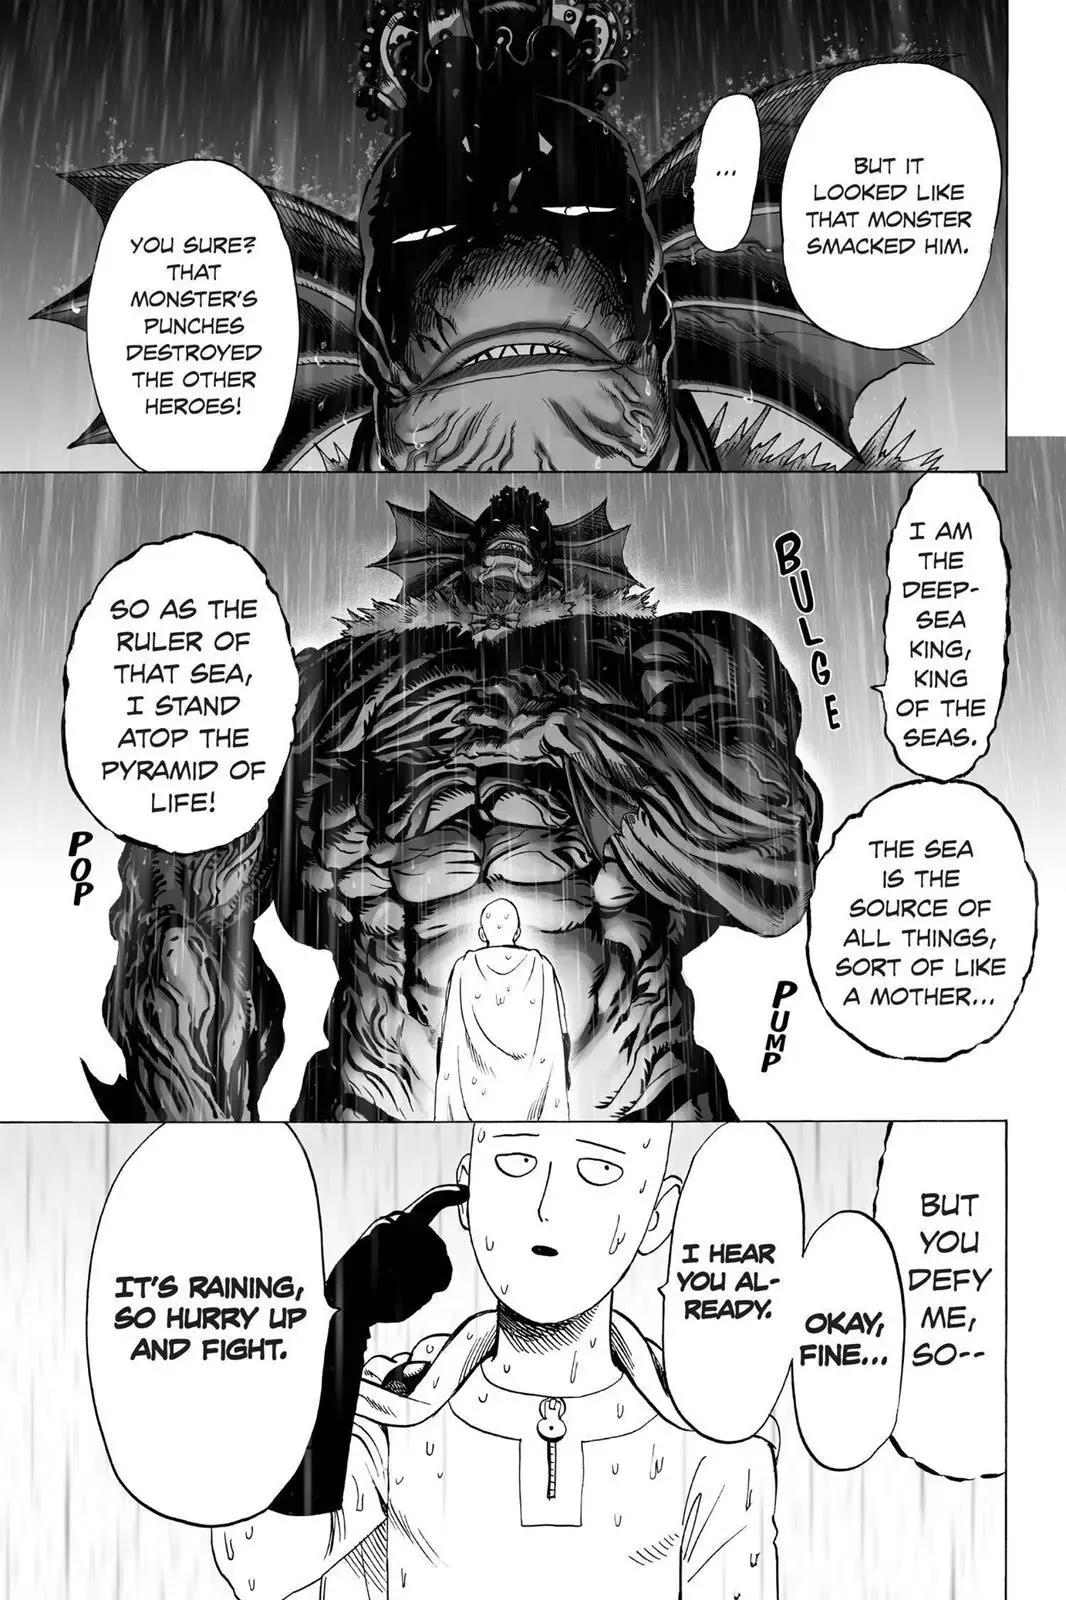 BUT IT
LOOKED LIKE
THAT MONSTER
SMACKED HIM.
...
YOU SURE?
THAT
MONSTER'S
PUNCHES
DESTROYED
THE OTHER
HEROES!
I AM
THE
DEEP-
SEA
KING,
KING
OF THE
SEAS.
BULGE
THE SEA
IS THE
SOURCE OF
ALL THINGS,
SORT OF LIKE
A MOTHER...
PUMP
SO AS THE
RULER OF
THAT SEA,
I STAND
ATOP THE
PYRAMID OF
LIFE!
POP
BUT
YOU
DEFY
ME,
SO--
OKAY,
FINE...
I HEAR
YOU AL-
READY.
IT'S RAINING,
SO HURRY UP
AND FIGHT.